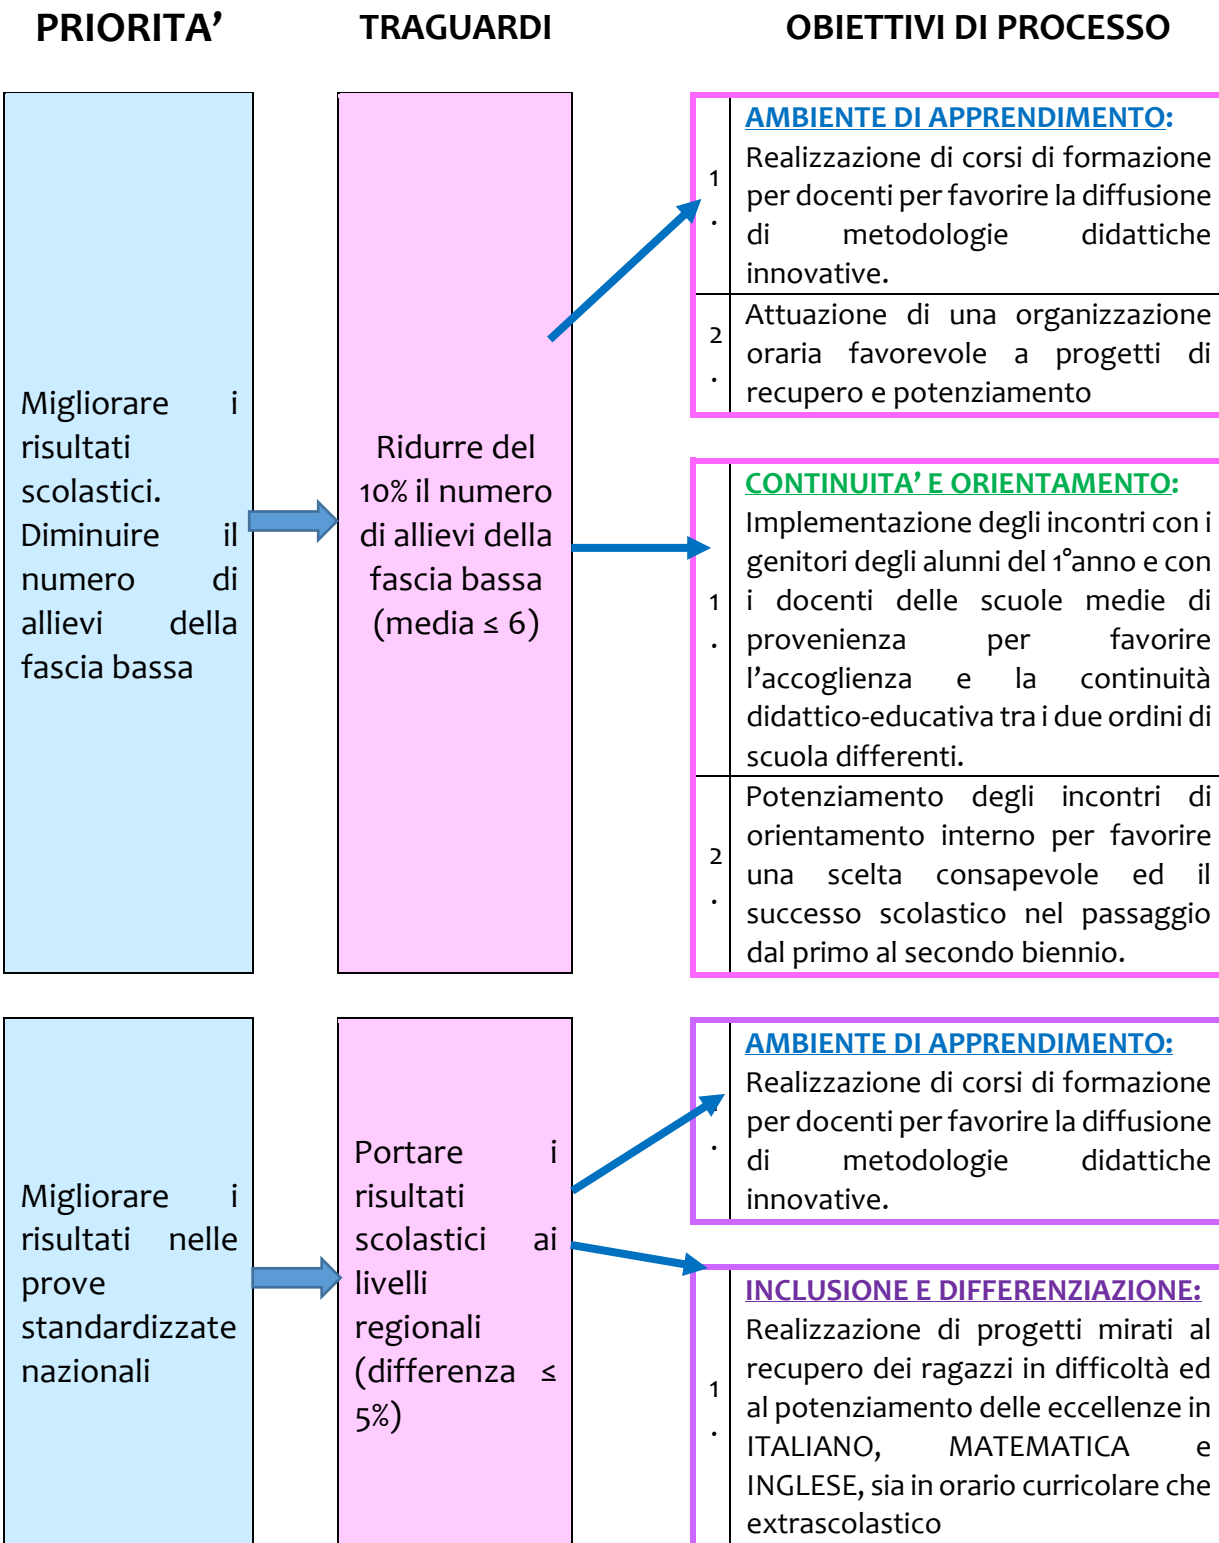 PRIORITA’
TRAGUARDI
OBIETTIVI DI PROCESSO
Migliorare i
risultati
scolastici.
Diminuire il
numero di
allievi della
fascia bassa
Ridurre del
10% il numero
di allievi della
fascia bassa
(media ≤ 6)
AMBIENTE DI APPRENDIMENTO:
1
.
Realizzazione di corsi di formazione
per docenti per favorire la diffusione
di metodologie didattiche
innovative.
2
.
Attuazione di una organizzazione
oraria favorevole a progetti di
recupero e potenziamento
CONTINUITA’ E ORIENTAMENTO:
1
.
Implementazione degli incontri con i
genitori degli alunni del 1°anno e con
i docenti delle scuole medie di
provenienza per favorire
l’accoglienza e la continuità
didattico-educativa tra i due ordini di
scuola differenti.
2
.
Potenziamento degli incontri di
orientamento interno per favorire
una scelta consapevole ed il
successo scolastico nel passaggio
dal primo al secondo biennio.
Migliorare i
risultati nelle
prove
standardizzate
nazionali
Portare i
risultati
scolastici ai
livelli
regionali
(differenza ≤
5%)
AMBIENTE DI APPRENDIMENTO:
.
Realizzazione di corsi di formazione
per docenti per favorire la diffusione
di metodologie didattiche
innovative.
INCLUSIONE E DIFFERENZIAZIONE:
1
.
Realizzazione di progetti mirati al
recupero dei ragazzi in difficoltà ed
al potenziamento delle eccellenze in
ITALIANO, MATEMATICA e
INGLESE, sia in orario curricolare che
extrascolastico